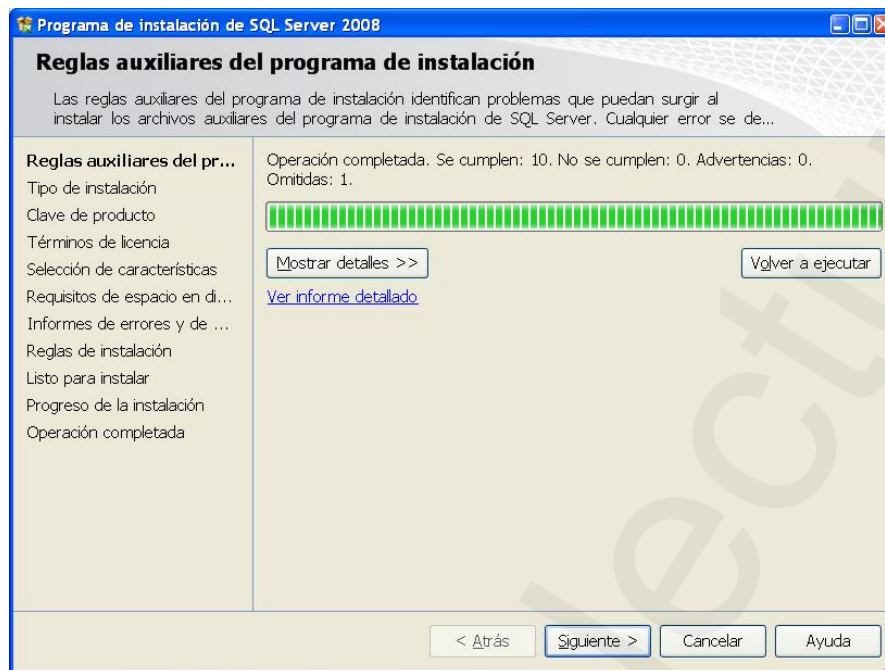 Programa de instalación de SQL Server 2008
Reglas auxiliares del programa de instalación
Las reglas auxiliares del programa de instalación identifican problemas que puedan surgir al
instalar los archivos auxiliares del programa de instalación de SQL Server. Cualquier error se de...
Reglas auxiliares del pr...
Tipo de instalación
Clave de producto
Términos de licencia
Selección de características
Requisitos de espacio en di...
Informes de errores y de ...
Reglas de instalación
Listo para instalar
Progreso de la instalación
Operación completada
Operación completada. Se cumplen: 10. No se cumplen: 0. Advertencias: 0.
Omitidas: 1.
Mostrar detalles >>
Volver a ejecutar
Ver informe detallado
< Atrás
Siguiente >
Cancelar
Ayuda